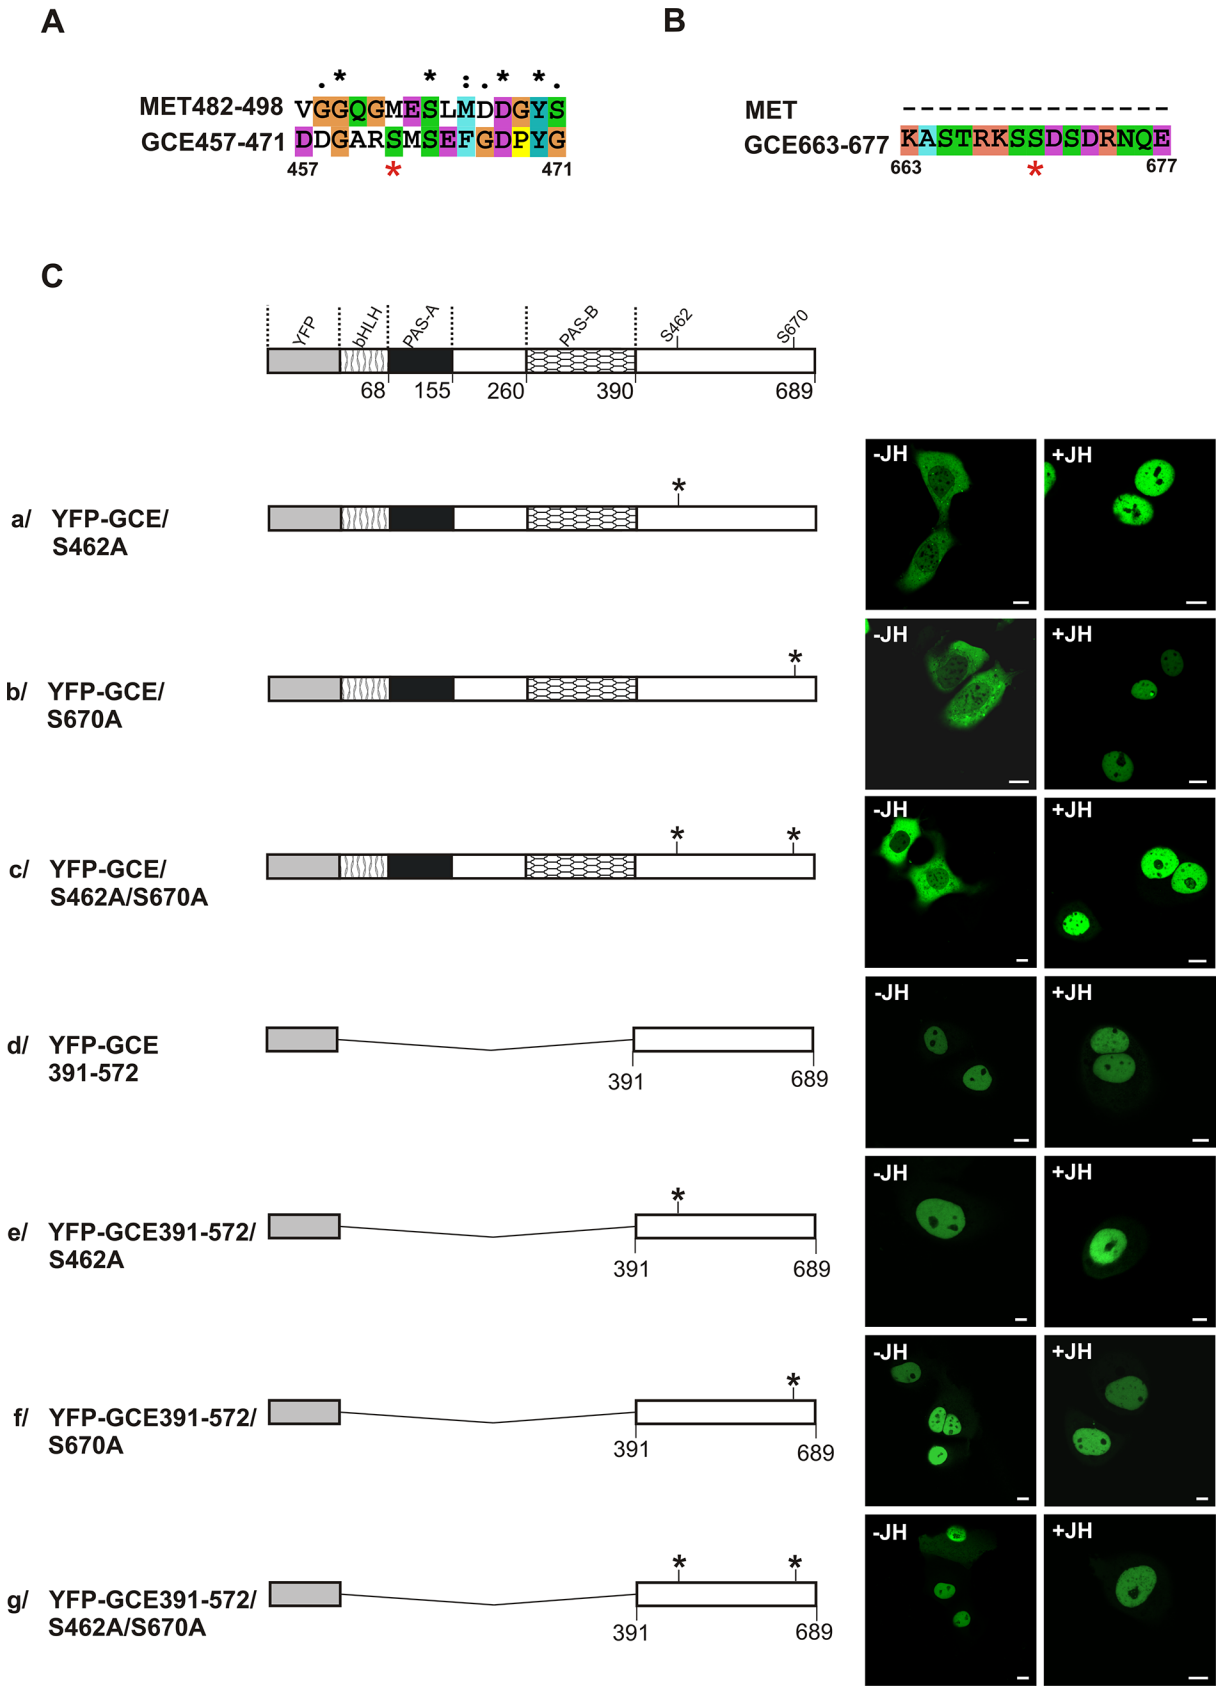 A
. * * : . * * .
MET482-498 VGGQGMESLMDDGYS
GCE457-471 DDGARSMSEFGDPYG
457 * 471
B
MET ---------------
GCE663-677 KASTRKSSDSDRNQE
663 * 677
C
YFP bHLH PAS-A PAS-B S462 S670
68 155 260 390 689
a/ YFP-GCE/
S462A
*
-JH +JH
b/ YFP-GCE/
S670A
*
-JH +JH
c/ YFP-GCE/
S462A/S670A
* *
-JH +JH
d/ YFP-GCE
391-572
391 689
-JH +JH
e/ YFP-GCE391-572/
S462A
*
391 689
-JH +JH
f/ YFP-GCE391-572/
S670A
*
391 689
-JH +JH
g/ YFP-GCE391-572/
S462A/S670A
* *
391 689
-JH +JH